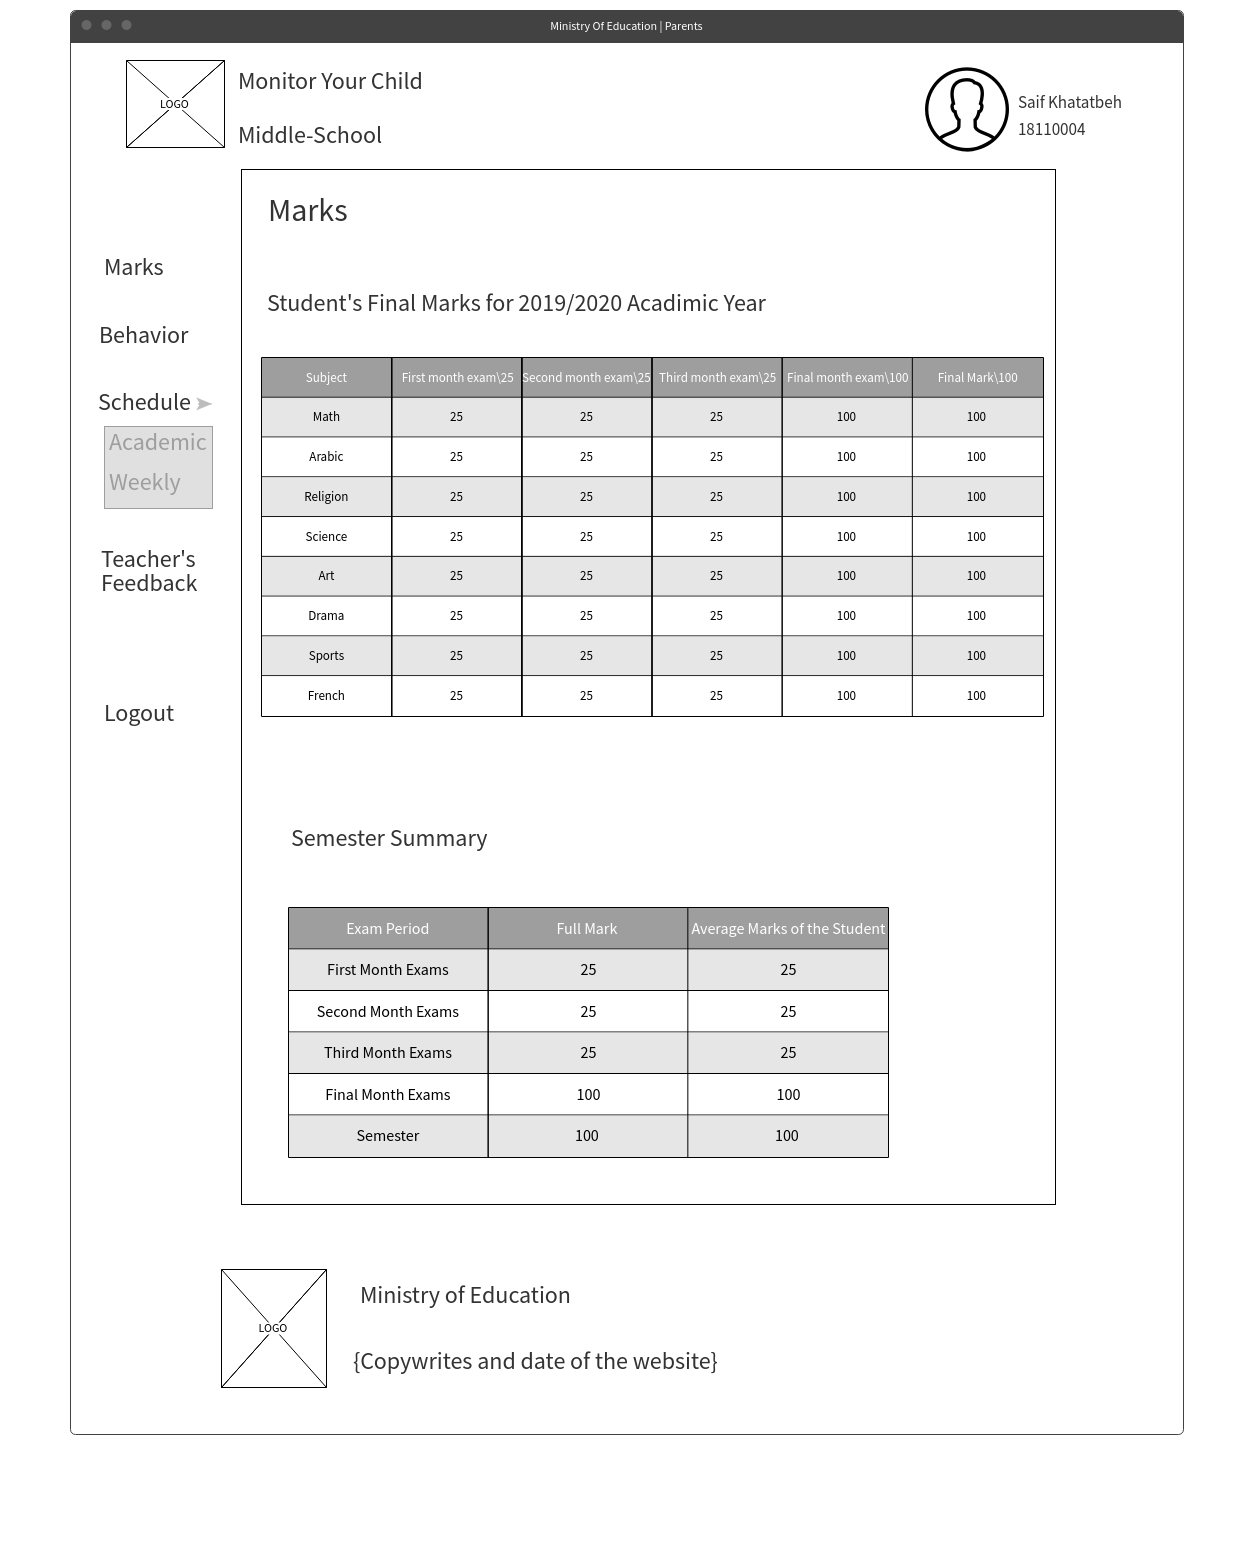 Ministry Of Education | Parents
LOGO
Monitor Your Child
Middle-School
Saif Khatatbeh
18110004
Marks
Behavior
Schedule
Academic
Weekly
Teacher's
Feedback
Logout
Marks
Student's Final Marks for 2019/2020 Acadimic Year
Subject First month exam\25 Second month exam\25 Third month exam\25 Final month exam\100 Final Mark\100
Math 25 25 25 100 100
Arabic 25 25 25 100 100
Religion 25 25 25 100 100
Science 25 25 25 100 100
Art 25 25 25 100 100
Drama 25 25 25 100 100
Sports 25 25 25 100 100
French 25 25 25 100 100
Semester Summary
Exam Period Full Mark Average Marks of the Student
First Month Exams 25 25
Second Month Exams 25 25
Third Month Exams 25 25
Final Month Exams 100 100
Semester 100 100
LOGO
Ministry of Education
{Copywrites and date of the website}